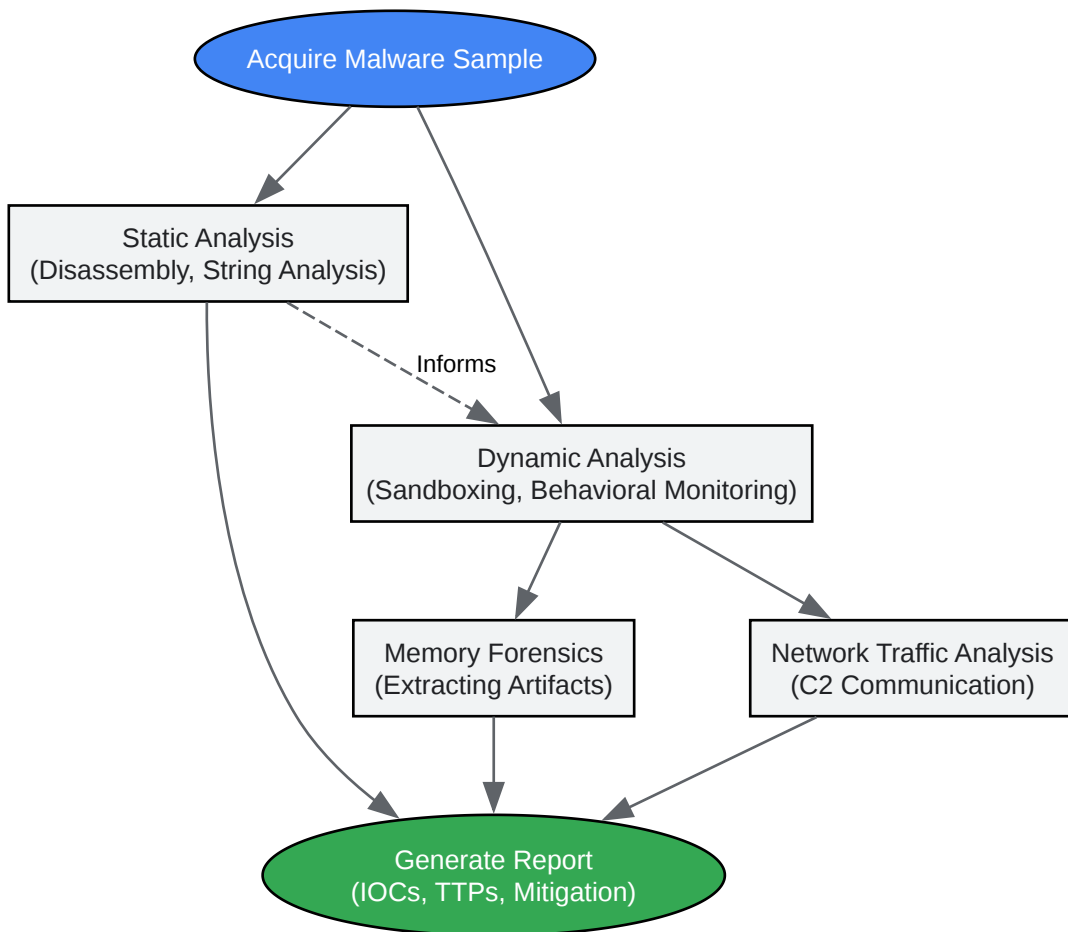 Acquire Malware Sample
Static Analysis
(Disassembly, String Analysis)
Informs
Dynamic Analysis
(Sandboxing, Behavioral Monitoring)
Memory Forensics
(Extracting Artifacts)
Network Traffic Analysis
(C2 Communication)
Generate Report
(IOCs, TTPs, Mitigation)